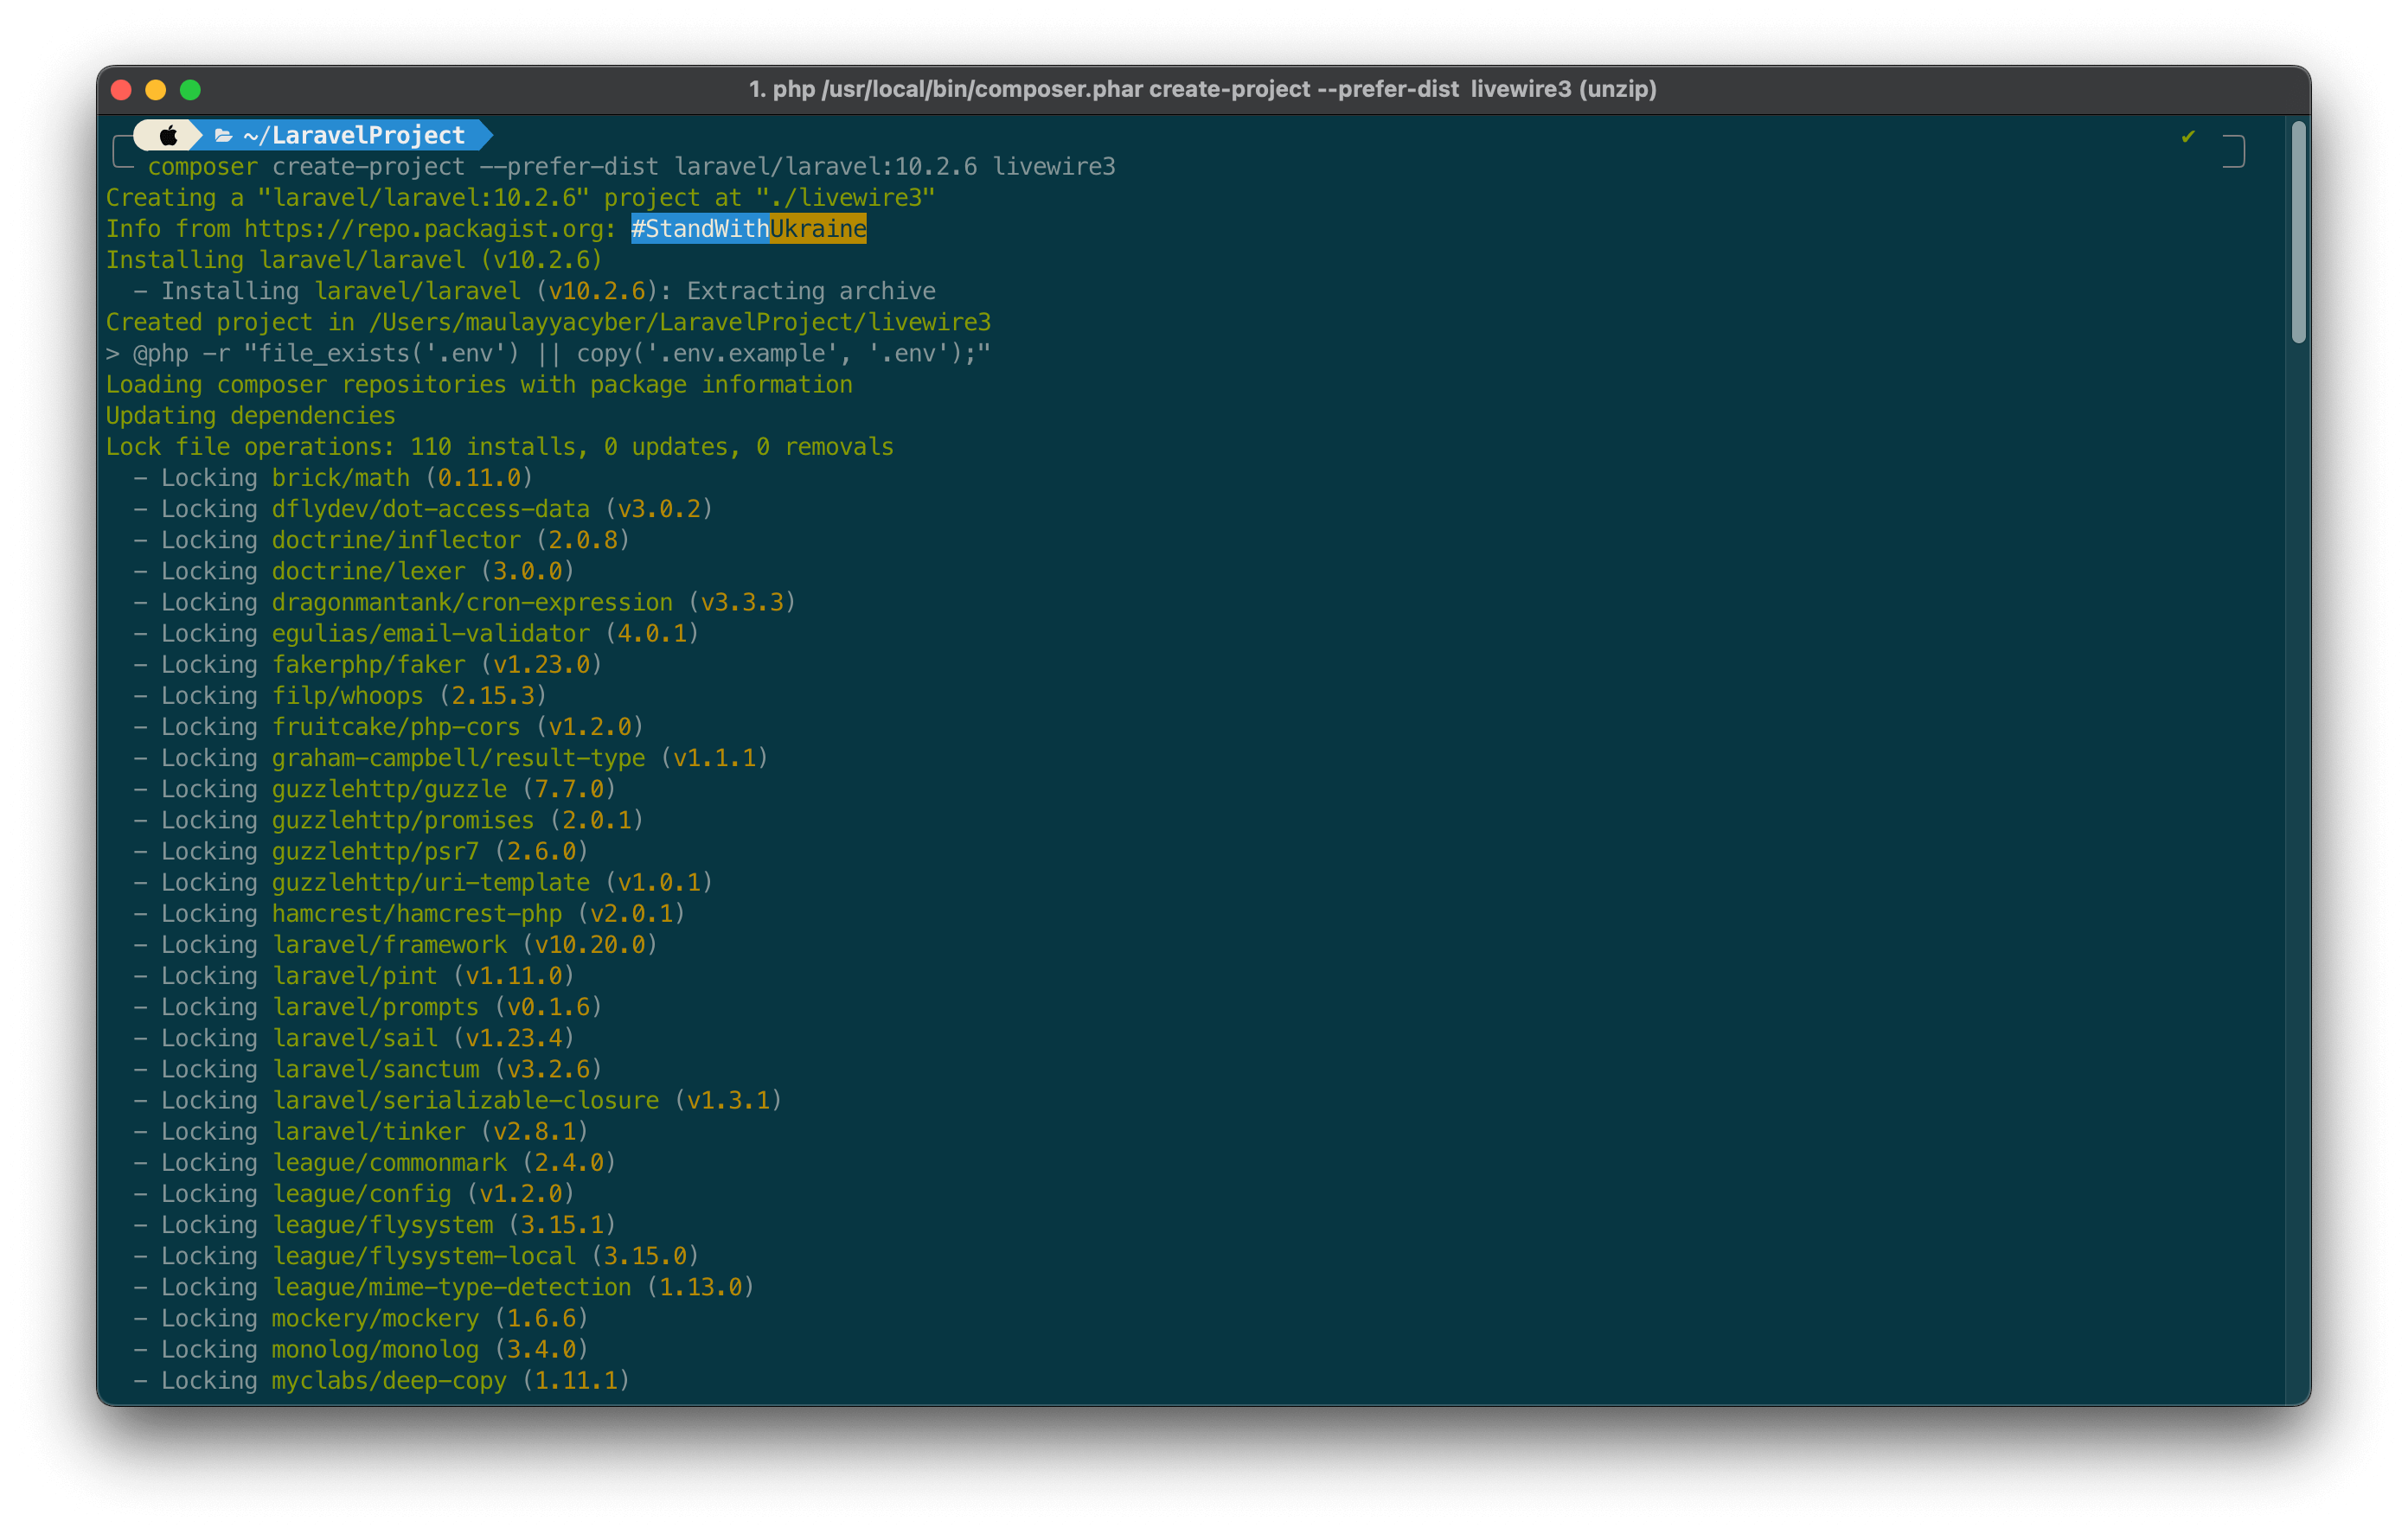 1. php /usr/local/bin/composer.phar create-project --prefer-dist  livewire3 (unzip)
~/LaravelProject
composer create-project --prefer-dist laravel/laravel:10.2.6 livewire3
Creating a "laravel/laravel:10.2.6" project at "./livewire3"
Info from https://repo.packagist.org: #StandWithUkraine
Installing laravel/laravel (v10.2.6)
  - Installing laravel/laravel (v10.2.6): Extracting archive
Created project in /Users/maulayyacyber/LaravelProject/livewire3
> @php -r "file_exists('.env') || copy('.env.example', '.env');"
Loading composer repositories with package information
Updating dependencies
Lock file operations: 110 installs, 0 updates, 0 removals
  - Locking brick/math (0.11.0)
  - Locking dflydev/dot-access-data (v3.0.2)
  - Locking doctrine/inflector (2.0.8)
  - Locking doctrine/lexer (3.0.0)
  - Locking dragonmantank/cron-expression (v3.3.3)
  - Locking egulias/email-validator (4.0.1)
  - Locking fakerphp/faker (v1.23.0)
  - Locking filp/whoops (2.15.3)
  - Locking fruitcake/php-cors (v1.2.0)
  - Locking graham-campbell/result-type (v1.1.1)
  - Locking guzzlehttp/guzzle (7.7.0)
  - Locking guzzlehttp/promises (2.0.1)
  - Locking guzzlehttp/psr7 (2.6.0)
  - Locking guzzlehttp/uri-template (v1.0.1)
  - Locking hamcrest/hamcrest-php (v2.0.1)
  - Locking laravel/framework (v10.20.0)
  - Locking laravel/pint (v1.11.0)
  - Locking laravel/prompts (v0.1.6)
  - Locking laravel/sail (v1.23.4)
  - Locking laravel/sanctum (v3.2.6)
  - Locking laravel/serializable-closure (v1.3.1)
  - Locking laravel/tinker (v2.8.1)
  - Locking league/commonmark (2.4.0)
  - Locking league/config (v1.2.0)
  - Locking league/flysystem (3.15.1)
  - Locking league/flysystem-local (3.15.0)
  - Locking league/mime-type-detection (1.13.0)
  - Locking mockery/mockery (1.6.6)
  - Locking monolog/monolog (3.4.0)
  - Locking myclabs/deep-copy (1.11.1)